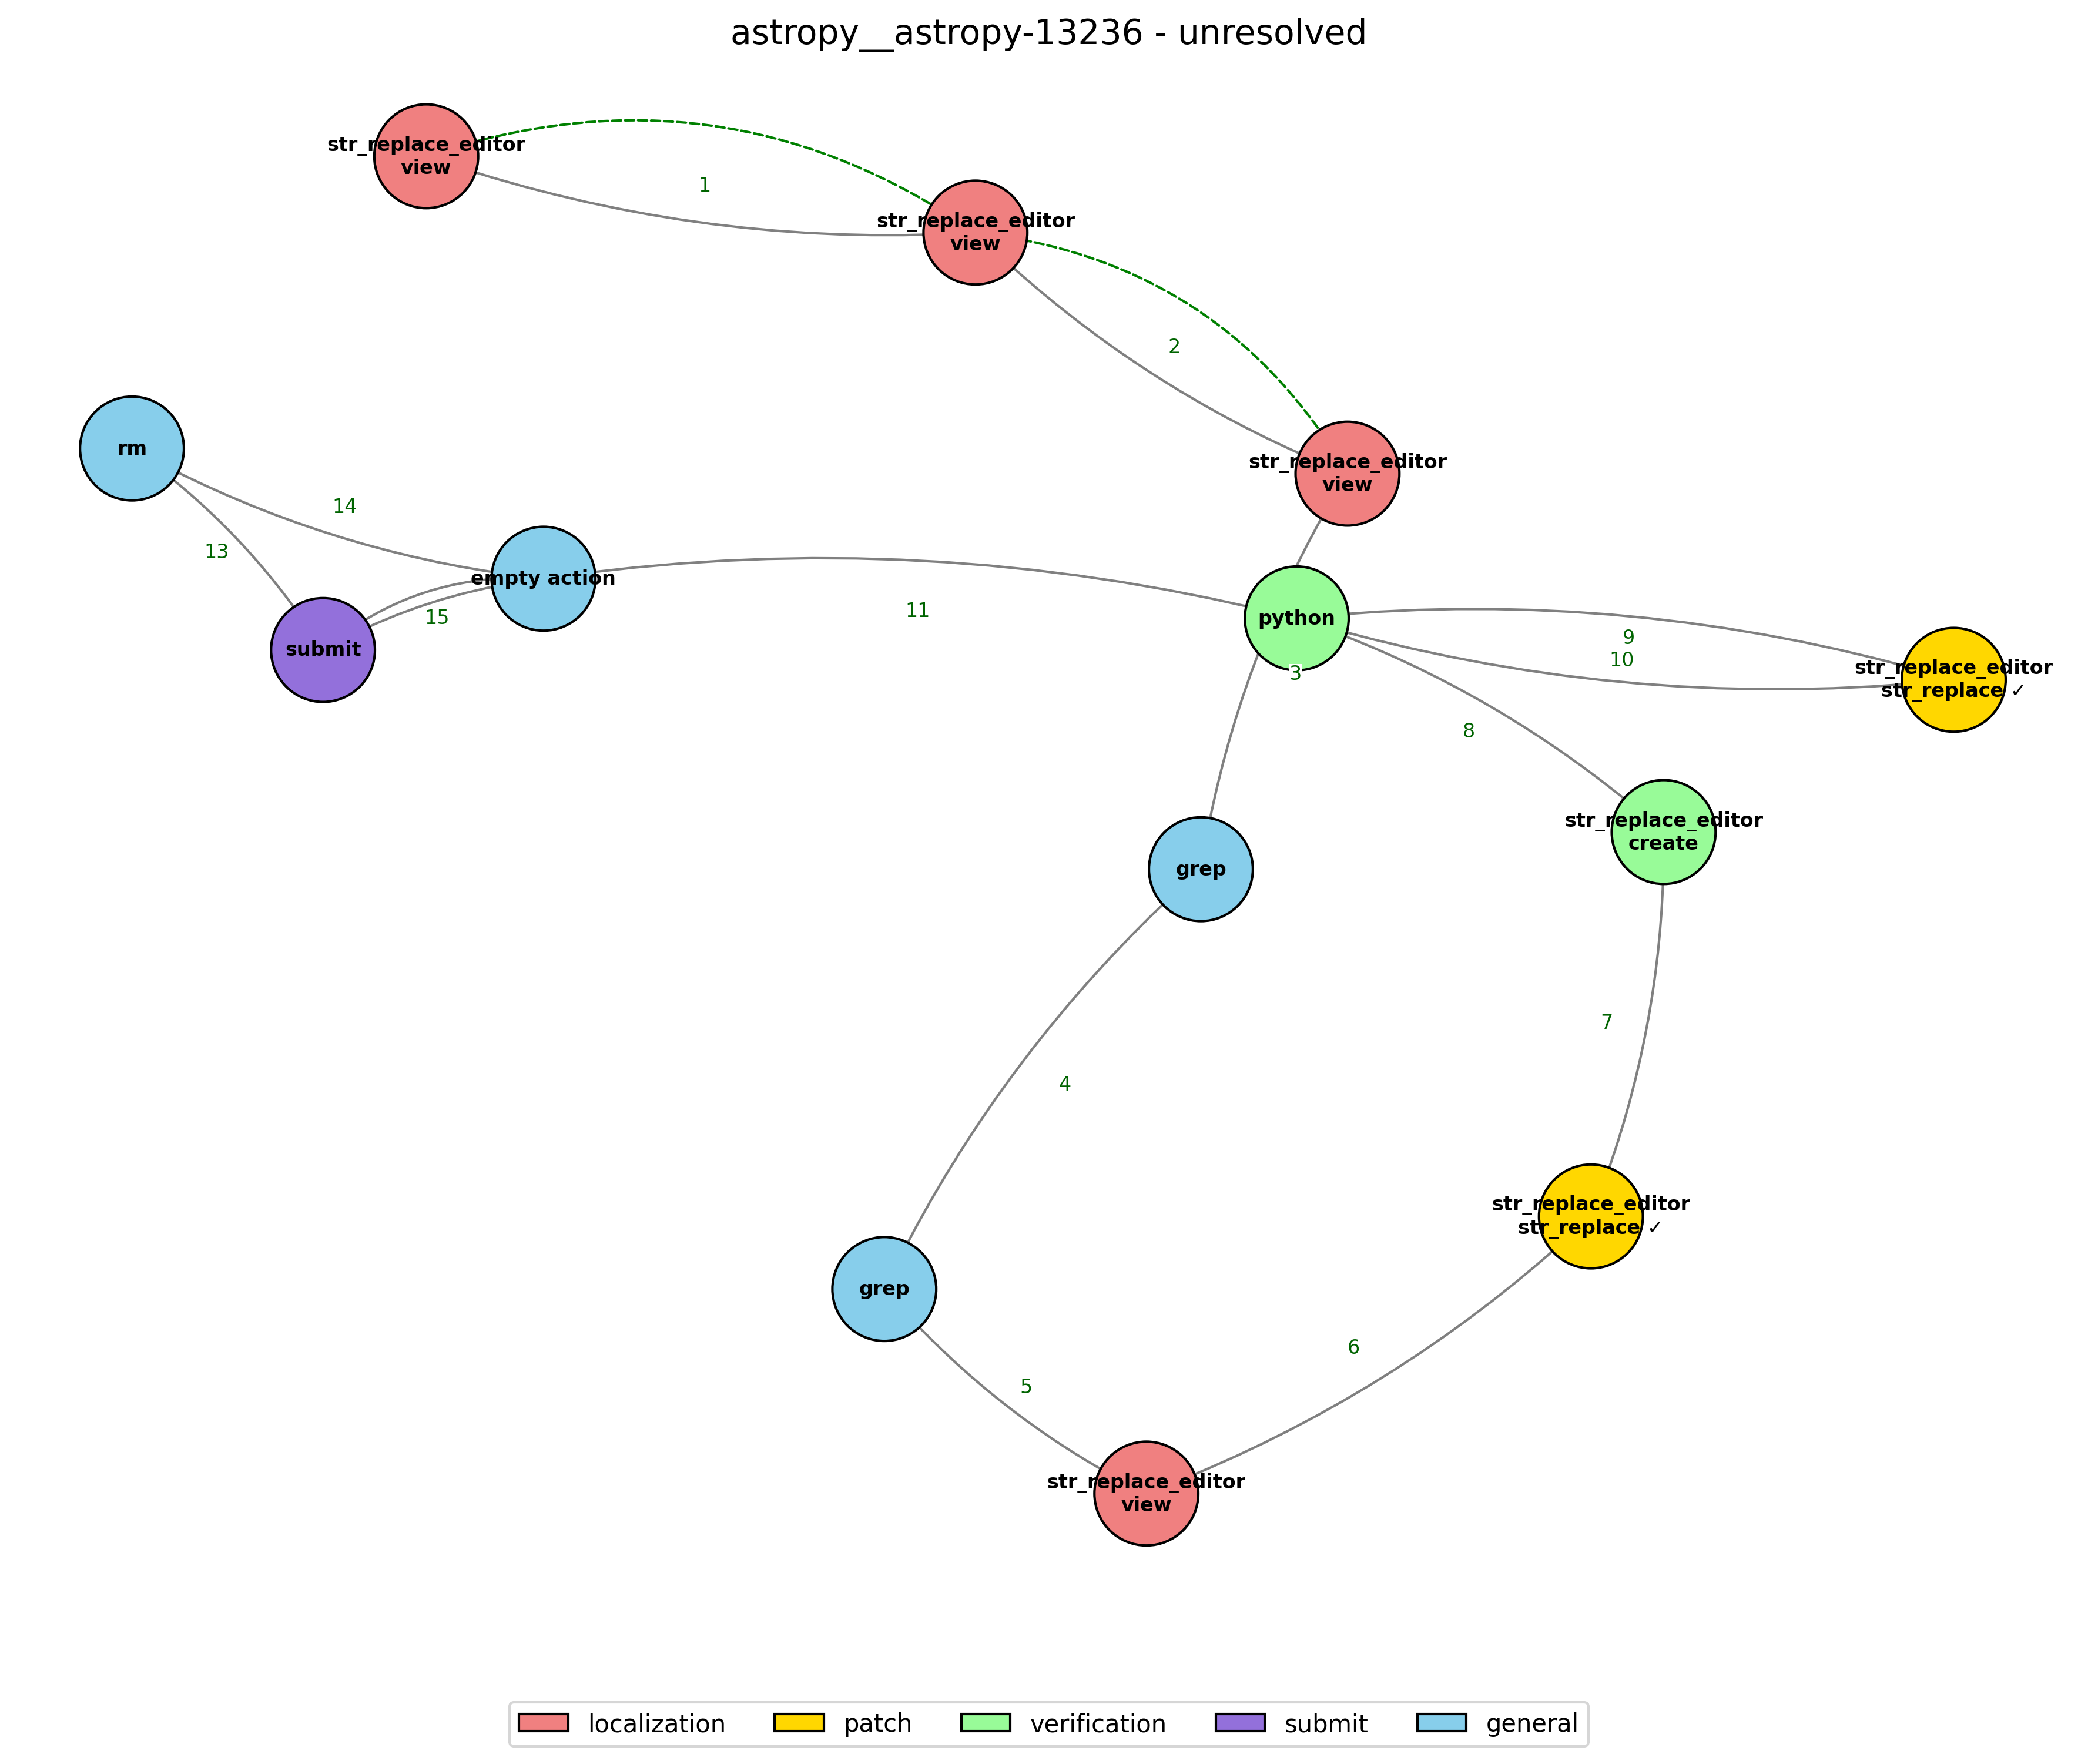 astropy__astropy-13236 - unresolved
str_replace_editor
view
1
str_replace_editor
view
2
str_replace_editor
view
rm
14
13
empty action
15
submit
11
python
3
9
10
str_replace_editor
str_replace ✓
8
str_replace_editor
create
grep
7
4
str_replace_editor
str_replace ✓
grep
6
5
str_replace_editor
view
localization
patch
verification
submit
general